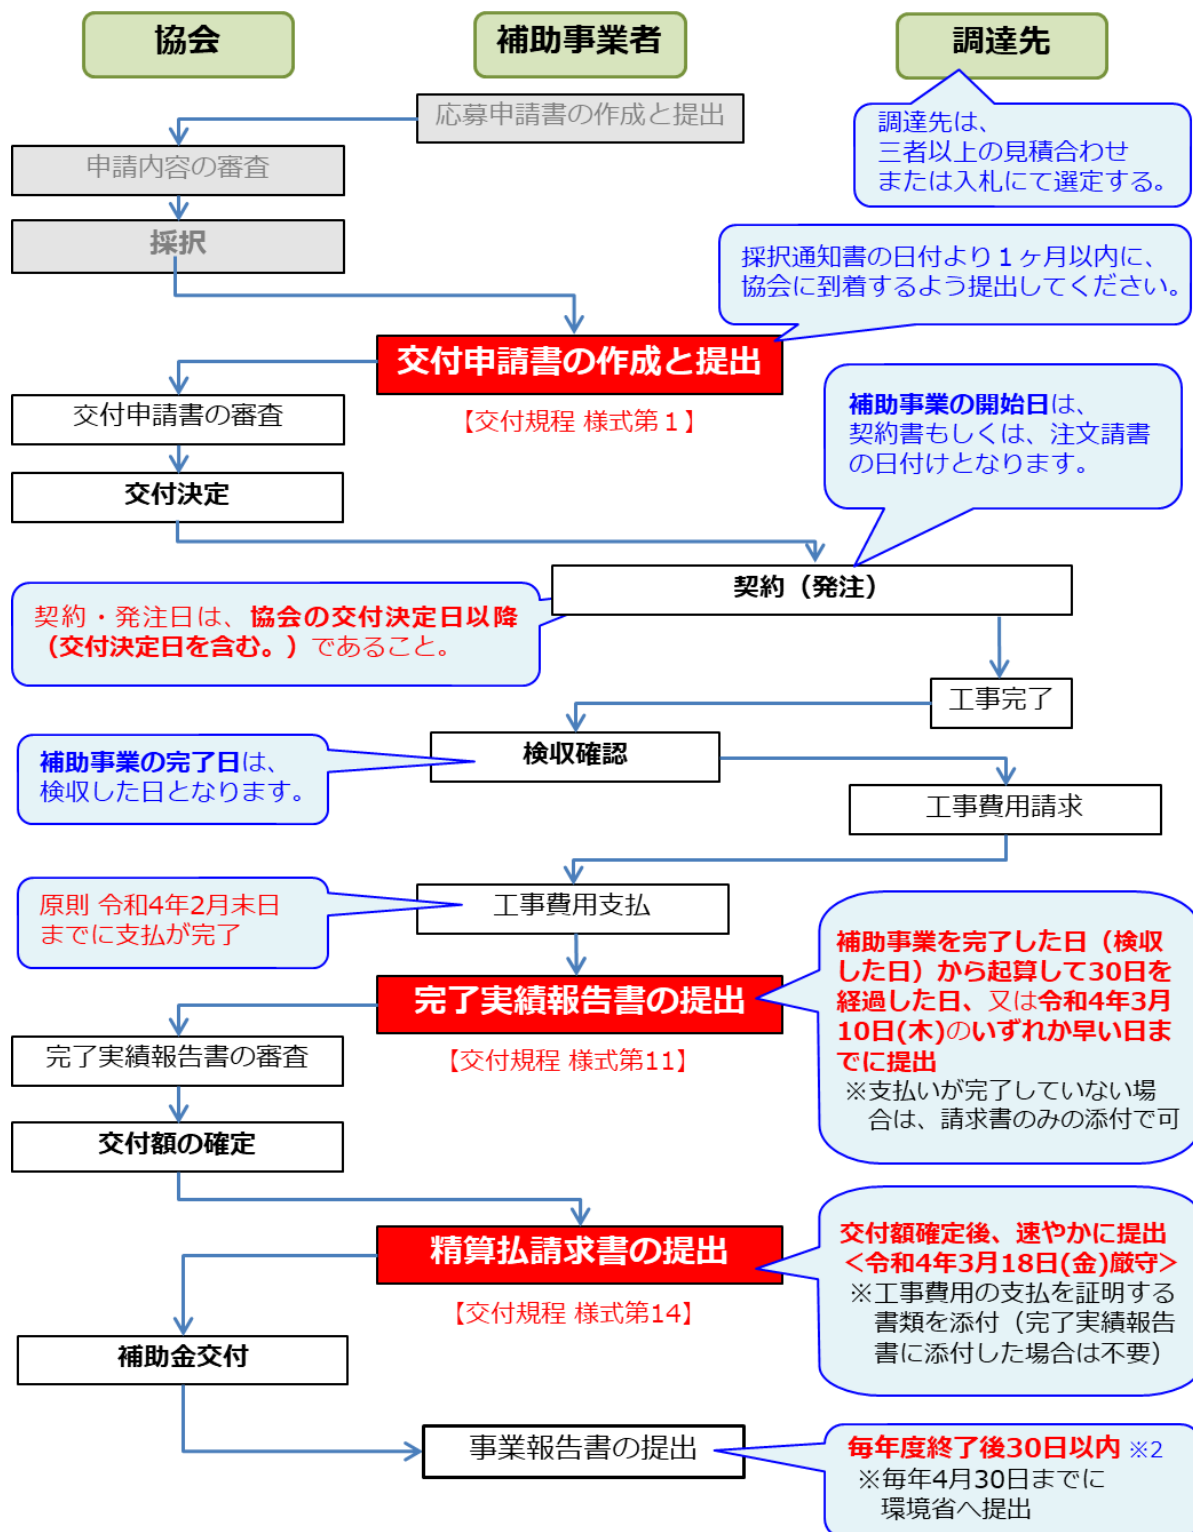 協会
補助事業者
調達先
応募申請書の作成と提出
調達先は、
三者以上の見積合わせ
または入札にて選定する。
申請内容の審査
採択
採択通知書の日付より１ヶ月以内に、
協会に到着するよう提出してください。
交付申請書の作成と提出
【交付規程 様式第１】
交付申請書の審査
補助事業の開始日は、
契約書もしくは、注文請書
の日付けとなります。
交付決定
契約（発注）
契約・発注日は、協会の交付決定日以降
（交付決定日を含む。）であること。
工事完了
検収確認
補助事業の完了日は、
検収した日となります。
工事費用請求
工事費用支払
原則 令和4年2月末日
までに支払が完了
補助事業を完了した日（検収
した日）から起算して30日を
経過した日、又は令和4年3月
10日(木)のいずれか早い日ま
でに提出
※支払いが完了していない場
合は、請求書のみの添付で可
完了実績報告書の提出
【交付規程 様式第11】
完了実績報告書の審査
交付額の確定
精算払請求書の提出
【交付規程 様式第14】
交付額確定後、速やかに提出
＜令和4年3月18日(金)厳守＞
※工事費用の支払を証明する
書類を添付（完了実績報告
書に添付した場合は不要）
補助金交付
事業報告書の提出
毎年度終了後30日以内 ※2
※毎年4月30日までに
環境省へ提出